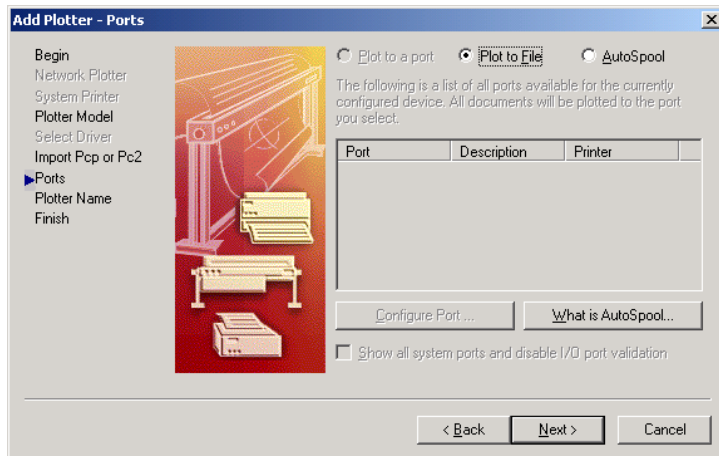 Add Plotter - Ports
Begin
Network Plotter
System Printer
Plotter Model
Select Driver
Import Pcp or Pc2
Ports
Plotter Name
Finish
Plot to a port Plot to File AutoSpool
The following is a list of all ports available for the currently
configured device. All documents will be plotted to the port
you select.
Port Description Printer
Configure Port ... What is AutoSpool...
Show all system ports and disable I/O port validation
< Back Next > Cancel